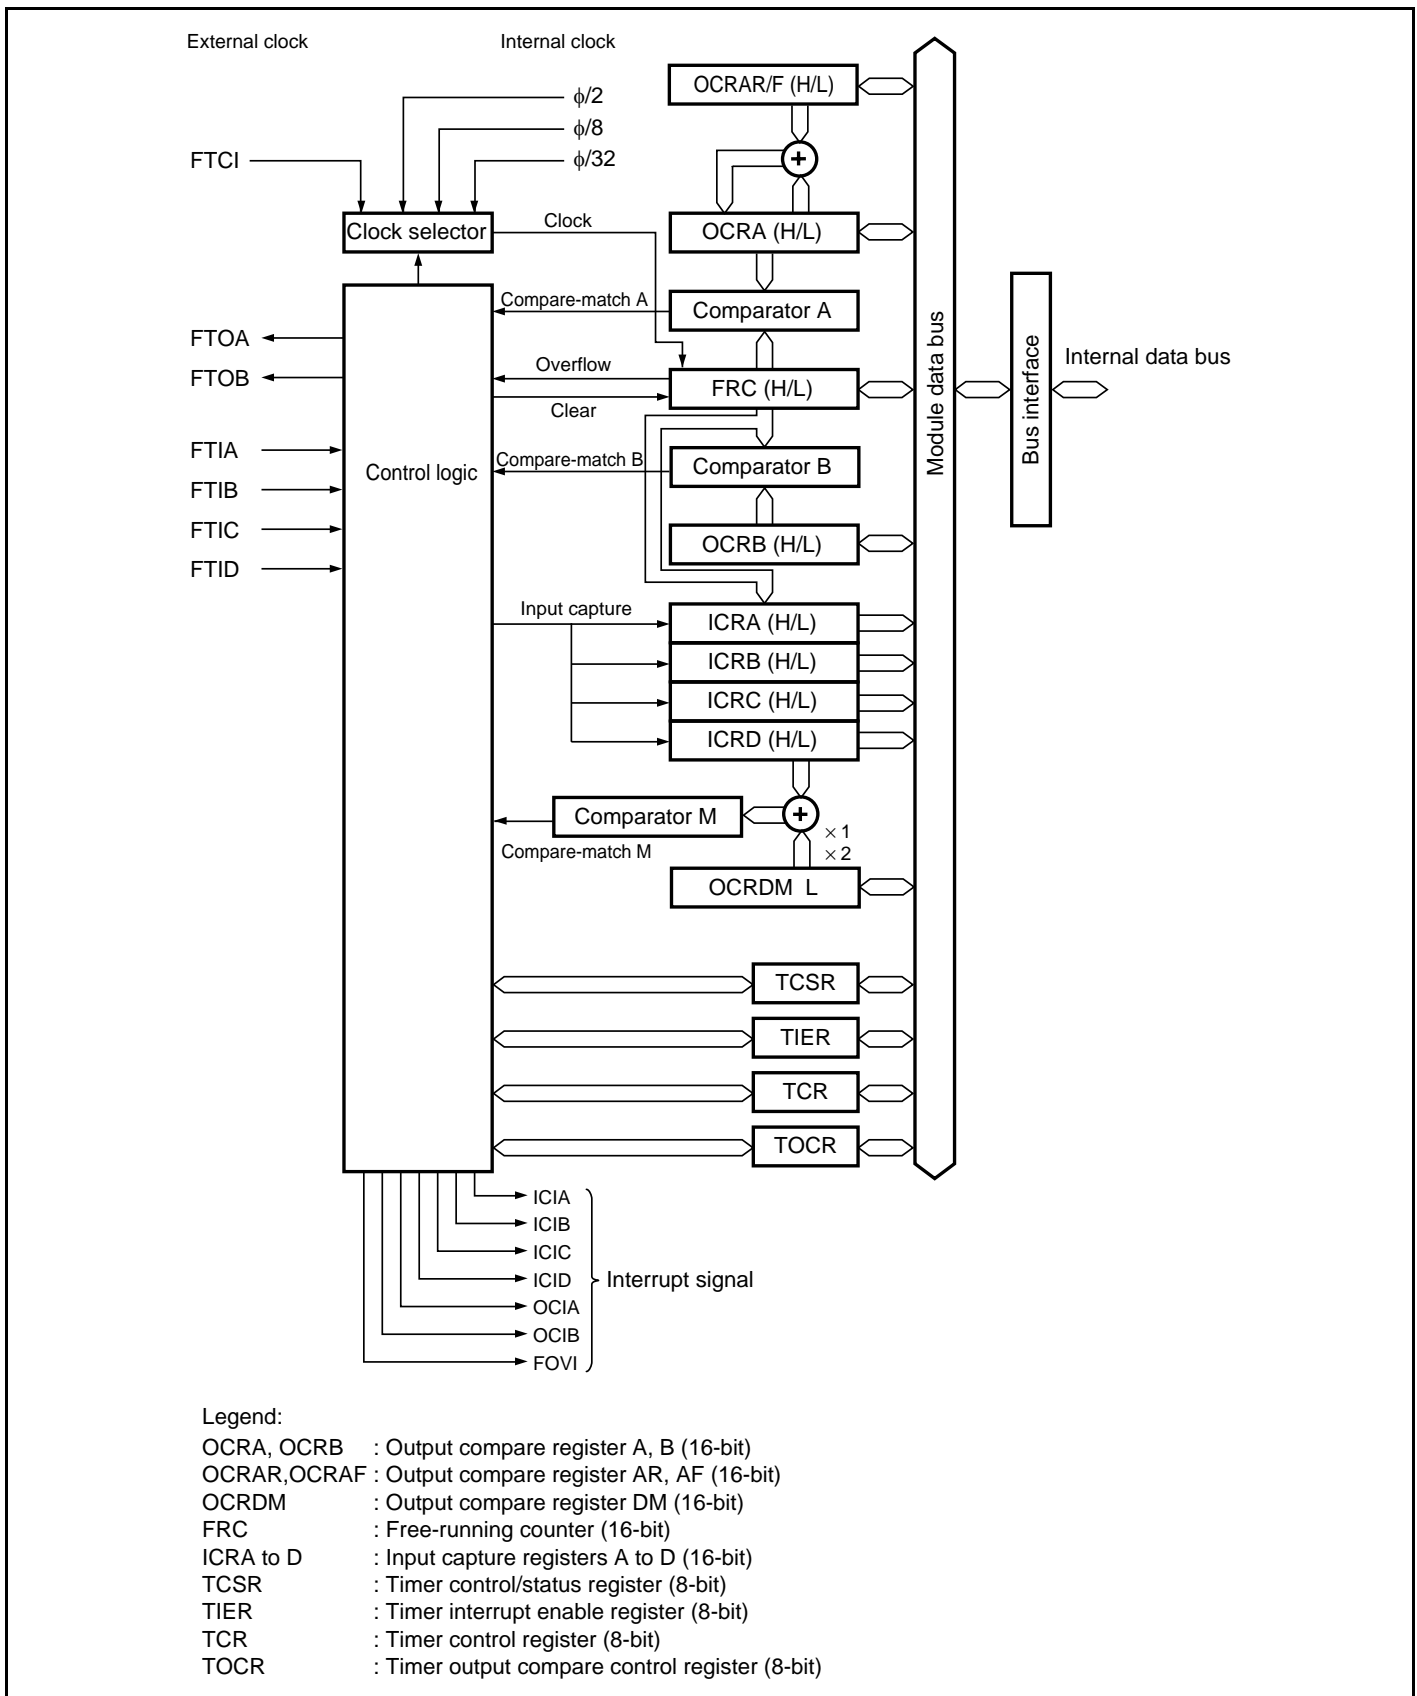 External clock
Internal clock
ϕ/2
ϕ/8
ϕ/32
FTCI
OCRAR/F (H/L)
+
Clock selector
Clock
OCRA (H/L)
Compare-match A
Comparator A
FTOA
FTOB
Overflow
FRC (H/L)
Clear
Module data bus
Bus interface
Internal data bus
FTIA
FTIB
FTIC
FTID
Control logic
Compare-match B
Comparator B
OCRB (H/L)
Input capture
ICRA (H/L)
ICRB (H/L)
ICRC (H/L)
ICRD (H/L)
Comparator M
+
× 1
× 2
Compare-match M
OCRDM L
TCSR
TIER
TCR
TOCR
ICIA
ICIB
ICIC
ICID
OCIA
OCIB
FOVI
Interrupt signal
Legend:
OCRA, OCRB : Output compare register A, B (16-bit)
OCRAR,OCRAF : Output compare register AR, AF (16-bit)
OCRDM : Output compare register DM (16-bit)
FRC : Free-running counter (16-bit)
ICRA to D : Input capture registers A to D (16-bit)
TCSR : Timer control/status register (8-bit)
TIER : Timer interrupt enable register (8-bit)
TCR : Timer control register (8-bit)
TOCR : Timer output compare control register (8-bit)